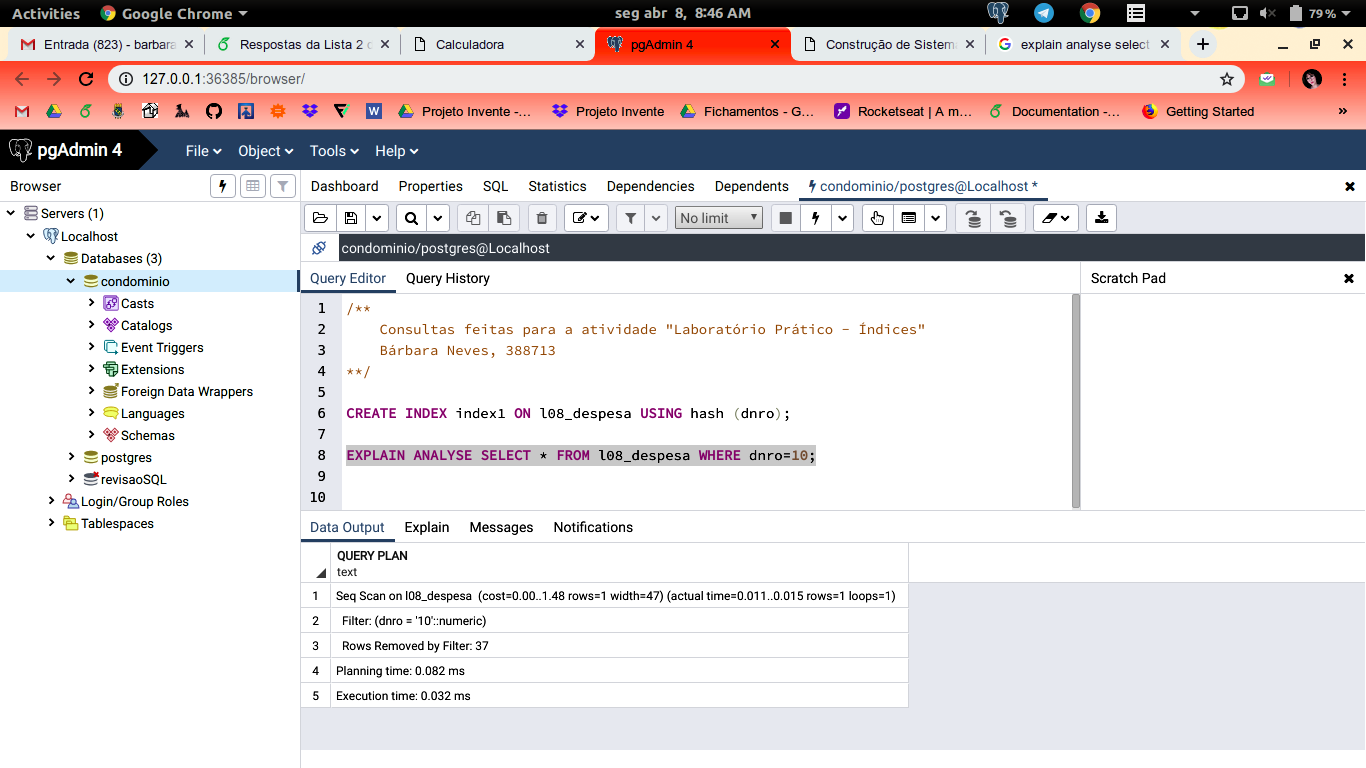 Activities Google Chrome seg abr 8, 8:46 AM 79%
Entrada (823) - barbara Respostas da Lista 2 d Calculadora pgAdmin 4 Construção de Sistema explain analyse select
127.0.0.1:36385/browser/
Projeto Invente -... Projeto Invente Fichamentos - G... Rocketseat | A m... Documentation -... Getting Started »
pgAdmin 4 File Object Tools Help
Browser
Dashboard Properties SQL Statistics Dependencies Dependents condominio/postgres@Localhost *
Servers (1)
Localhost
Databases (3)
condominio
Casts
Catalogs
Event Triggers
Extensions
Foreign Data Wrappers
Languages
Schemas
postgres
revisaoSQL
Login/Group Roles
Tablespaces
No limit
condominio/postgres@Localhost
Query Editor Query History Scratch Pad
1 /**
2 Consultas feitas para a atividade "Laboratório Prático - Índices"
3 Bárbara Neves, 388713
4 **/
5
6 CREATE INDEX index1 ON l08_despesa USING hash (dnro);
7
8 EXPLAIN ANALYSE SELECT * FROM l08_despesa WHERE dnro=10;
9
10
Data Output Explain Messages Notifications
QUERY PLAN
text
1 Seq Scan on l08_despesa (cost=0.00..1.48 rows=1 width=47) (actual time=0.011..0.015 rows=1 loops=1)
2 Filter: (dnro = '10'::numeric)
3 Rows Removed by Filter: 37
4 Planning time: 0.082 ms
5 Execution time: 0.032 ms